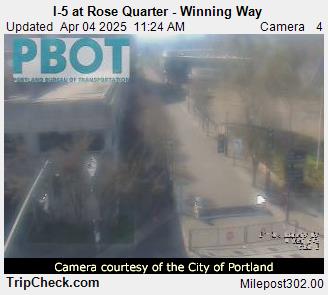 I-5 at Rose Quarter - Winning Way
Updated Apr 04 2025 11:24 AM Camera 4
PBOT
PORTLAND BUREAU OF TRANSPORTATION
Camera courtesy of the City of Portland
TripCheck.com Milepost302.00